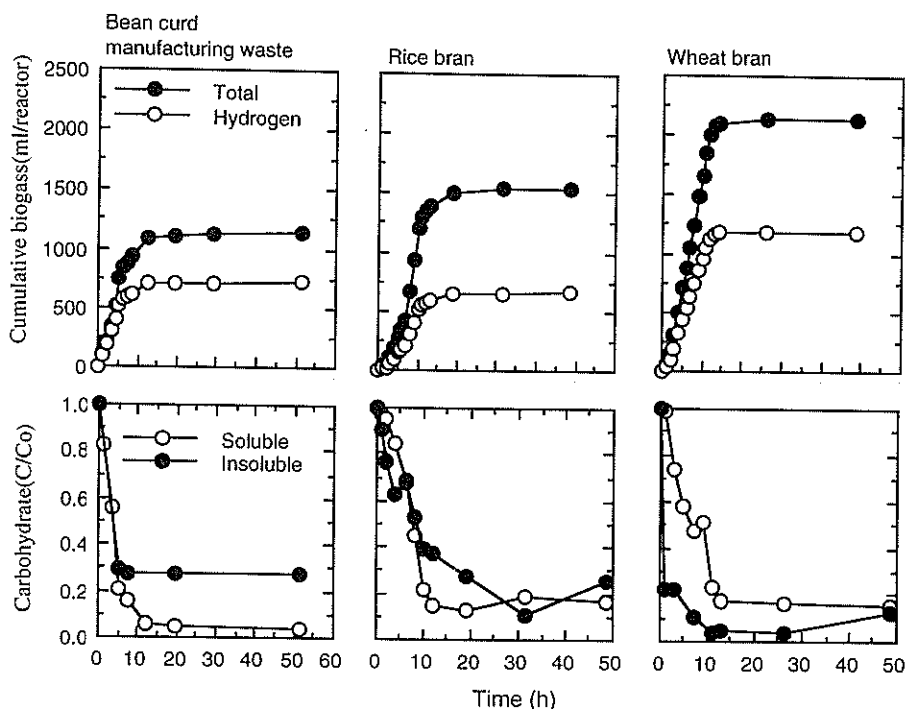 Bean curd
manufacturing waste
Rice bran
Wheat bran
Cumulative biogass(ml/reactor)
2500
2000
1500
1000
500
0
Total
Hydrogen
Carbohydrate(C/Co)
1.0
0.8
0.6
0.4
0.2
0.0
Soluble
Insoluble
0 10 20 30 40 50 60
0 10 20 30 40 50
0 10 20 30 40 50
Time (h)